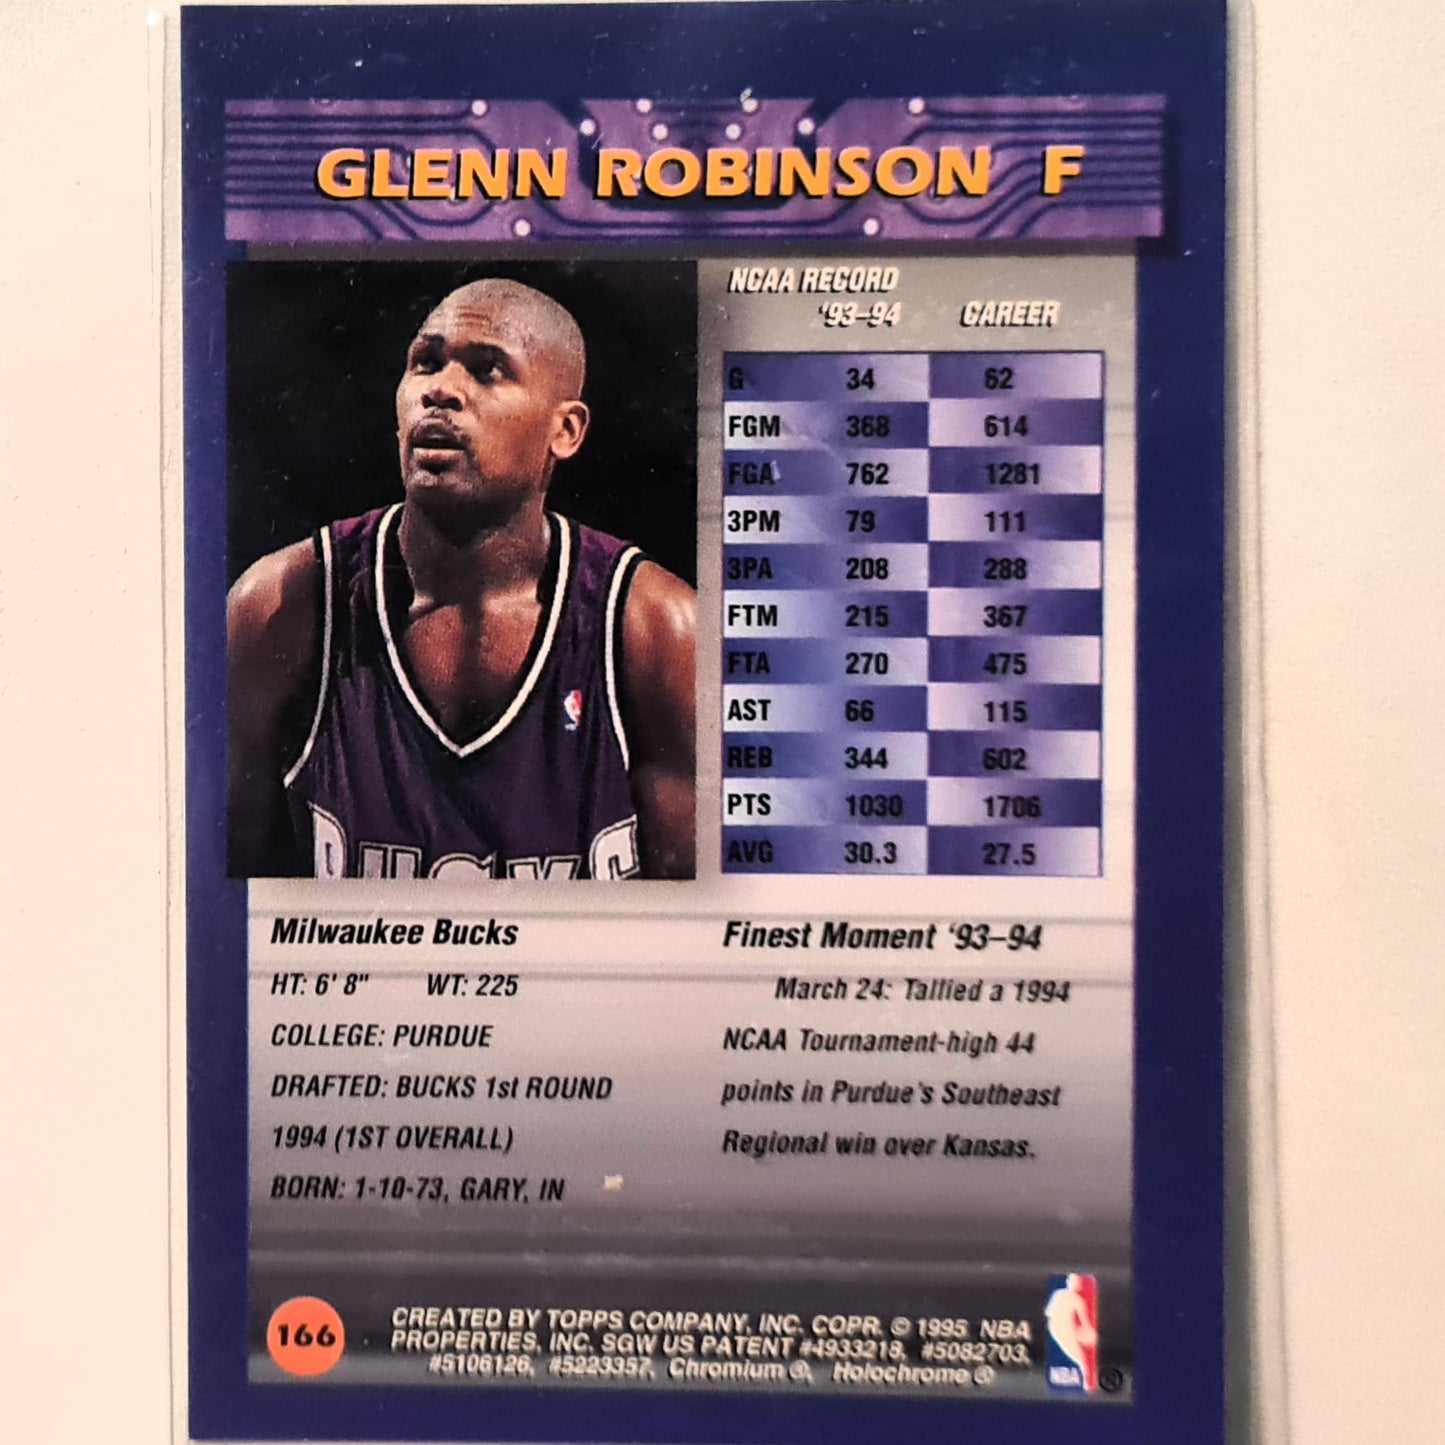 GLENN ROBINSON F
NCAA RECORD
'93–94 CAREER
G 34 62
FGM 368 614
FGA 762 1281
3PM 79 111
3PA 208 288
FTM 215 367
FTA 270 475
AST 66 115
REB 344 602
PTS 1030 1706
AVG 30.3 27.5
BUCKS
Milwaukee Bucks
HT: 6' 8" WT: 225
COLLEGE: PURDUE
DRAFTED: BUCKS 1st ROUND
1994 (1ST OVERALL)
BORN: 1-10-73, GARY, IN
Finest Moment '93–94
March 24: Tallied a 1994
NCAA Tournament-high 44
points in Purdue's Southeast
Regional win over Kansas.
166
CREATED BY TOPPS COMPANY, INC. COPR. © 1995 NBA
PROPERTIES, INC. SGW US PATENT #4933218, #5082703,
#5106126, #5223357, Chromium ®, Holochrome ®
NBA ®